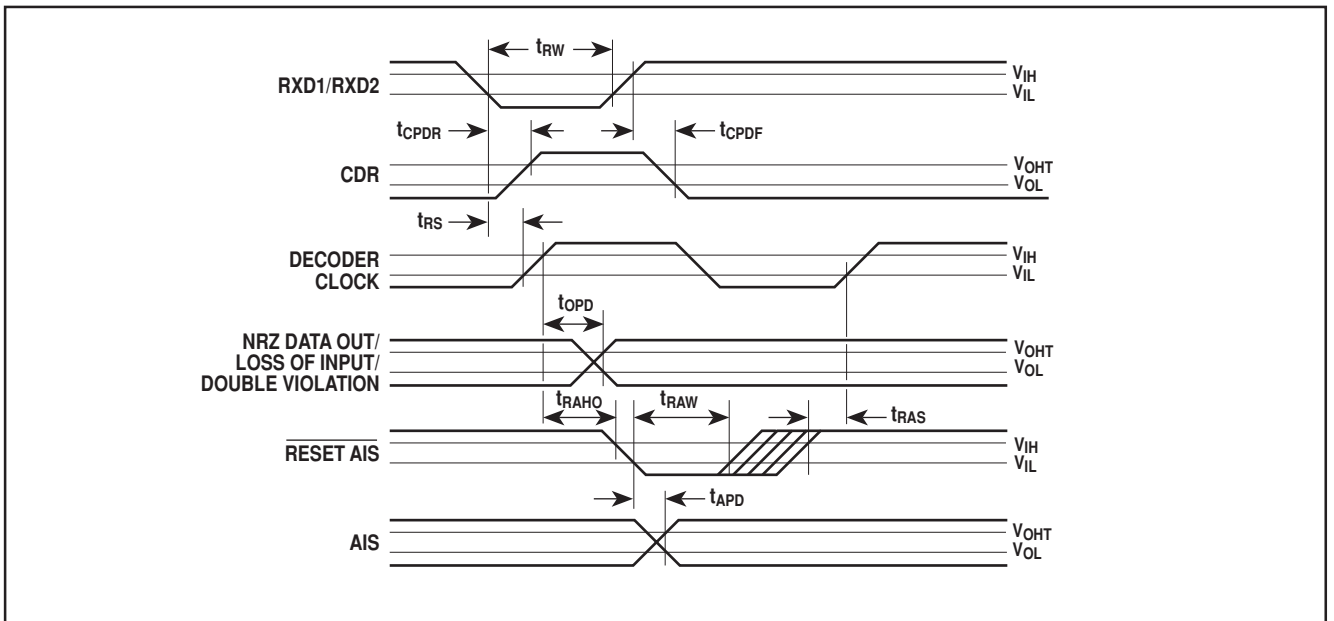 tRW
RXD1/RXD2
VIH
VIL
tCPDR
tCPDF
CDR
VOHT
VOL
tRS
DECODER
CLOCK
VIH
VIL
tOPD
NRZ DATA OUT/
LOSS OF INPUT/
DOUBLE VIOLATION
VOHT
VOL
tRAHO
tRAW
tRAS
RESET AIS
VIH
VIL
tAPD
AIS
VOHT
VOL